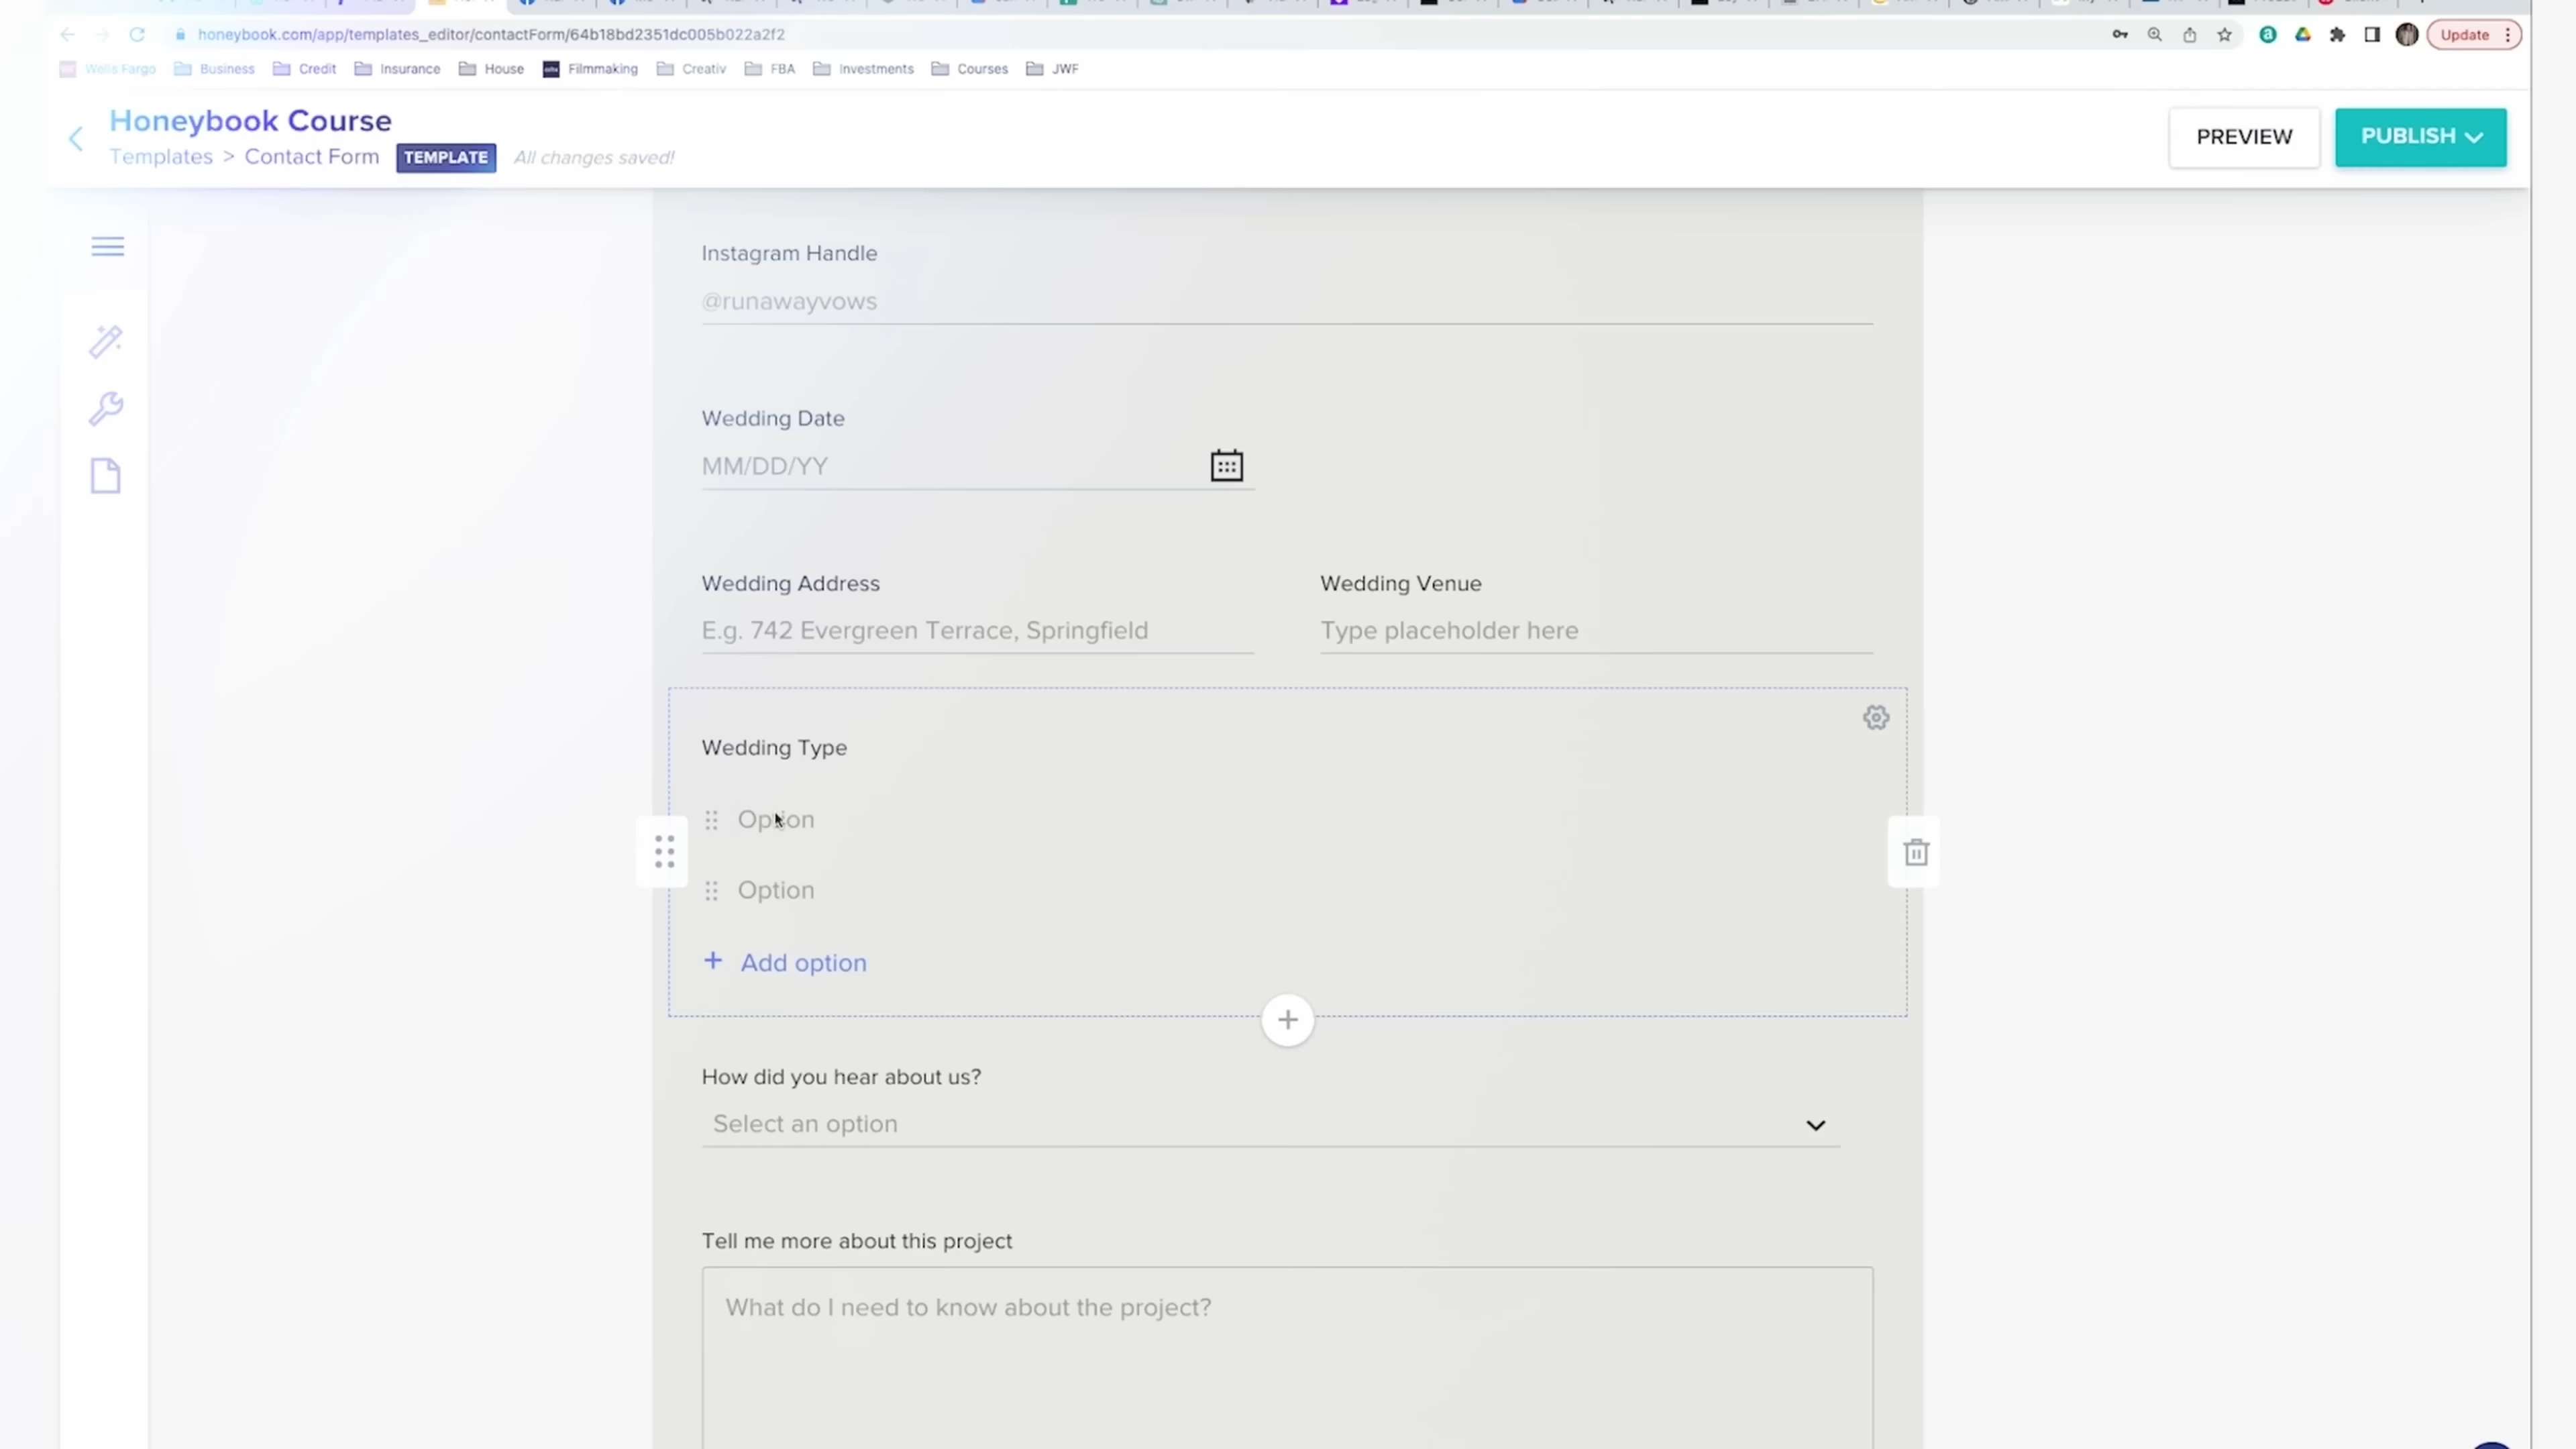 honeybook.com/app/templates_editor/contactForm/64b18bd2351dc005b022a2f2
Update
Wells Fargo Business Credit Insurance House Filmmaking Creativ FBA Investments Courses JWF
Honeybook Course
Templates > Contact Form TEMPLATE All changes saved!
PREVIEW
PUBLISH
Instagram Handle
@runawayvows
Wedding Date
MM/DD/YY
Wedding Address
E.g. 742 Evergreen Terrace, Springfield
Wedding Venue
Type placeholder here
Wedding Type
Option
Option
+ Add option
How did you hear about us?
Select an option
Tell me more about this project
What do I need to know about the project?